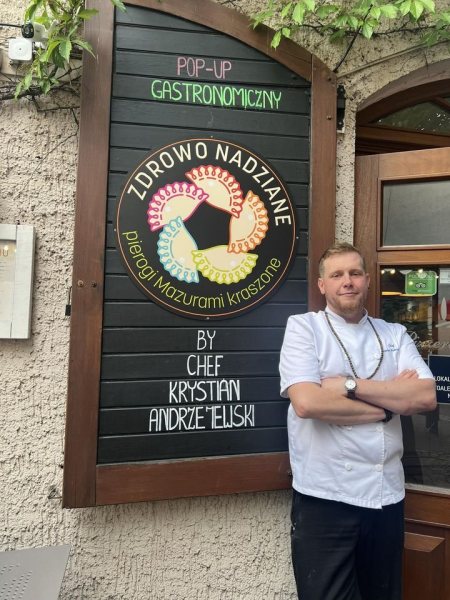 POP-UP
GASTRONOMICZNY
ZDROWO NADZIANE
pierogi Mazurami kraszone
BY
CHEF
KRYSTIAN
ANDRZEJEWSKI